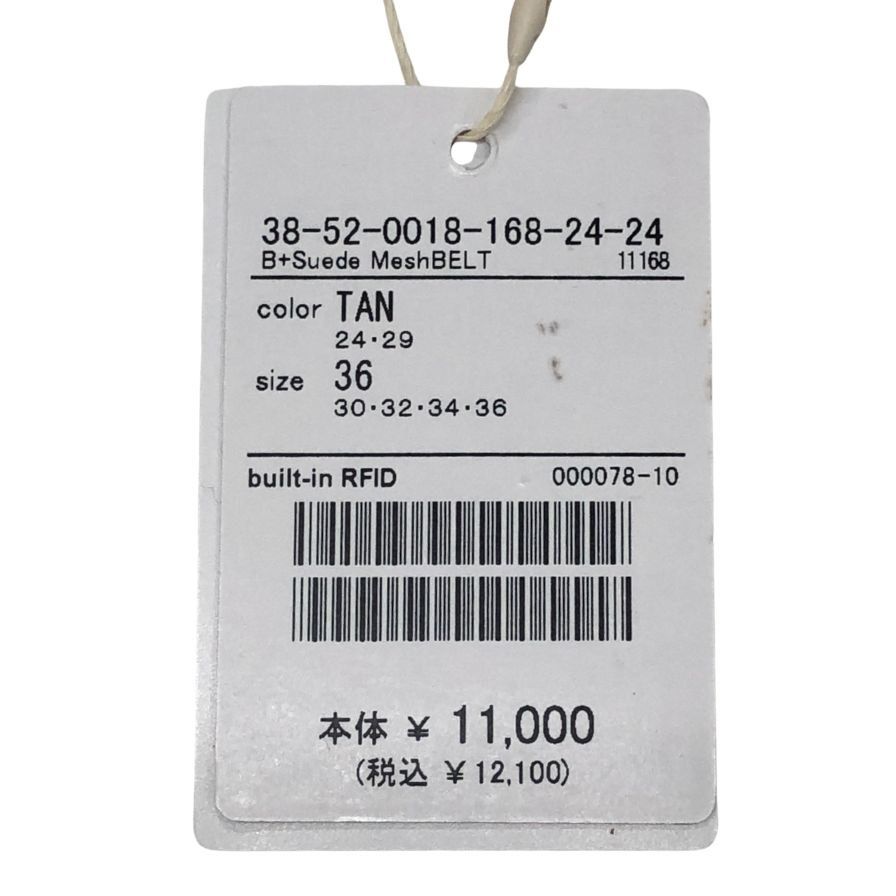 38-52-0018-168-24-24
B+Suede MeshBELT 11168
color TAN
24・29
size 36
30・32・34・36
built-in RFID 000078-10
本体 ¥ 11,000
(税込 ¥ 12,100)